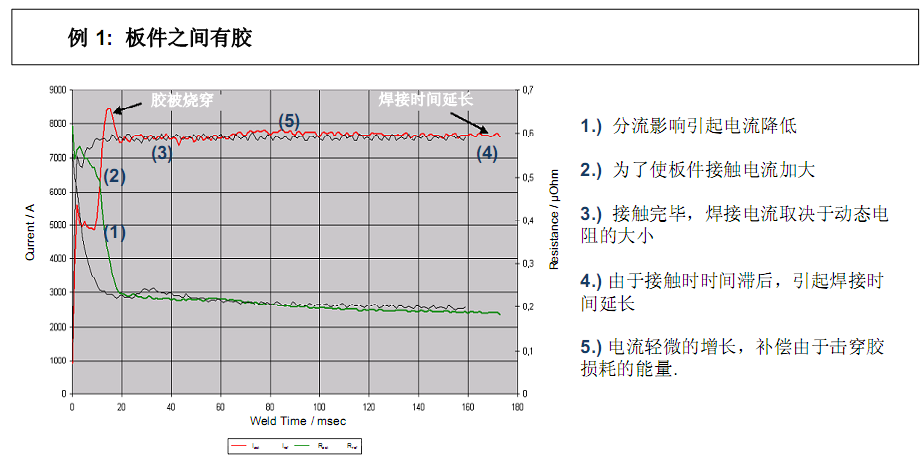 例 1: 板件之间有胶
胶被烧穿
焊接时间延长
9000
8000
7000
6000
5000
4000
3000
2000
1000
0
Current / A
0,7
0,6
0,5
0,4
0,3
0,2
0,1
0
Resistance / µOhm
(5)
(3)
(4)
(2)
(1)
0 20 40 60 80 100 120 140 160 180
Weld Time / msec
1.) 分流影响引起电流降低
2.) 为了使板件接触电流加大
3.) 接触完毕，焊接电流取决于动态电
阻的大小
4.) 由于接触时时间滞后，引起焊接时
间延长
5.) 电流轻微的增长，补偿由于击穿胶
损耗的能量.